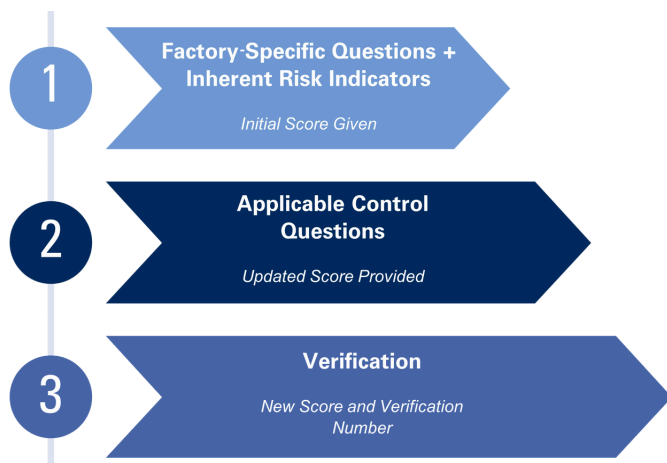 1
Factory-Specific Questions +
Inherent Risk Indicators
Initial Score Given
2
Applicable Control
Questions
Updated Score Provided
3
Verification
New Score and Verification
Number